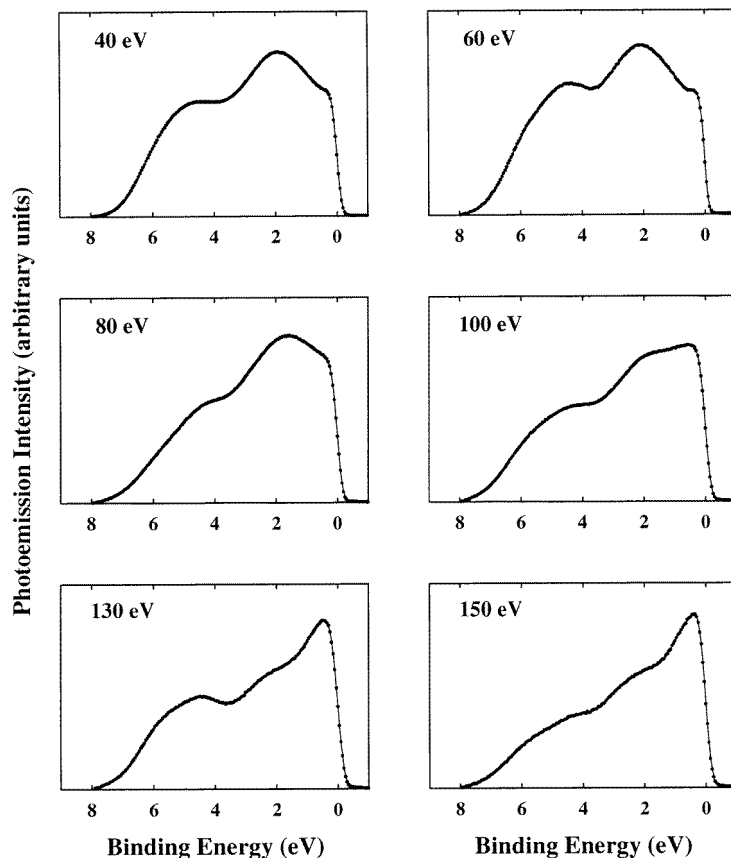 40 eV
60 eV
8 6 4 2 0
8 6 4 2 0
80 eV
100 eV
8 6 4 2 0
8 6 4 2 0
130 eV
150 eV
8 6 4 2 0
8 6 4 2 0
Photoemission Intensity (arbitrary units)
Binding Energy (eV)
Binding Energy (eV)